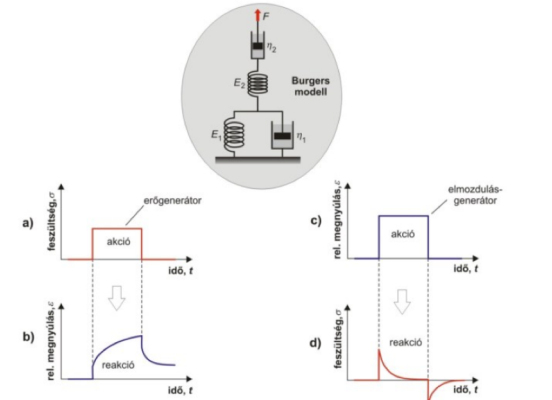 F
η2
E2
Burgers
modell
E1
η1
a)
feszültség, σ
erőgenerátor
akció
idő, t
b)
rel. megnyúlás, ε
reakció
idő, t
c)
rel. megnyúlás, ε
elmozdulás-
generátor
akció
idő, t
d)
feszültség, σ
reakció
idő, t